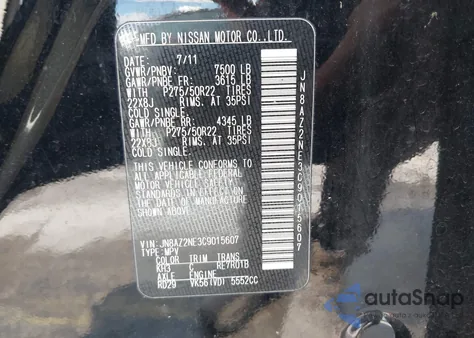 MFD BY NISSAN MOTOR CO.,LTD.
DATE: 7/11
GVWR/PNBV: 7500 LB
GAWR/PNBE FR: 3615 LB
WITH P275/50R22 TIRES
22X8J RIMS, AT 35PSI
COLD SINGLE.
GAWR/PNBE RR: 4345 LB
WITH P275/50R22 TIRES
22X8J RIMS, AT 35PSI
COLD SINGLE.
THIS VEHICLE CONFORMS TO
ALL APPLICABLE FEDERAL
MOTOR VEHICLE SAFETY
STANDARDS IN EFFECT ON
THE DATE OF MANUFACTURE
SHOWN ABOVE.
VIN: JN8AZ2NE3C9015607
TYPE: MPV
COLOR TRIM TRANS
KH3 C RE7R01B
AXLE ENGINE
RD29 VK56(VD) 5552CC
JN8AZ2NE3C9015607
autoSnap